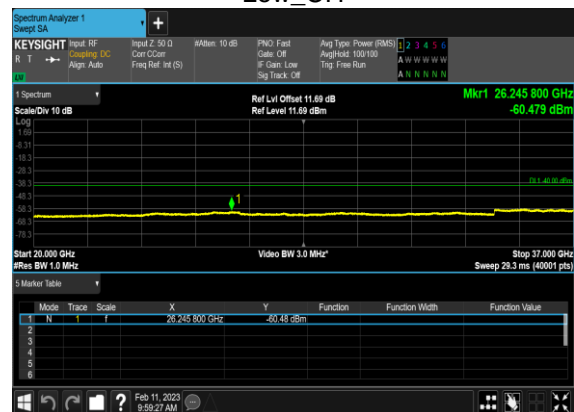 Spectrum Analyzer 1
Swept SA
+
KEYSIGHT Input: RF Input Z: 50 Ω #Atten: 10 dB PNO: Fast Avg Type: Power (RMS) 1 2 3 4 5 6
R T Coupling: DC Corr CCorr Gate: Off Avg|Hold: 100/100 A W W W W W
Align: Auto Freq Ref: Int (S) IF Gain: Low Trig: Free Run
Sig Track: Off A N N N N N
1 Spectrum
Scale/Div 10 dB
Ref Lvl Offset 11.69 dB
Ref Level 11.69 dBm
Mkr1 26.245 800 GHz
-60.479 dBm
Log
1.69
-8.31
-18.3
-28.3
-38.3
DL1 -40.00 dBm
-48.3
1
-58.3
-68.3
-78.3
Start 20.000 GHz
#Res BW 1.0 MHz
Video BW 3.0 MHz*
Stop 37.000 GHz
Sweep 29.3 ms (40001 pts)
5 Marker Table
Mode Trace Scale X Y Function Function Width Function Value
1 N 1 f 26.245 800 GHz -60.48 dBm
2
3
4
5
6
?
Feb 11, 2023
9:59:27 AM